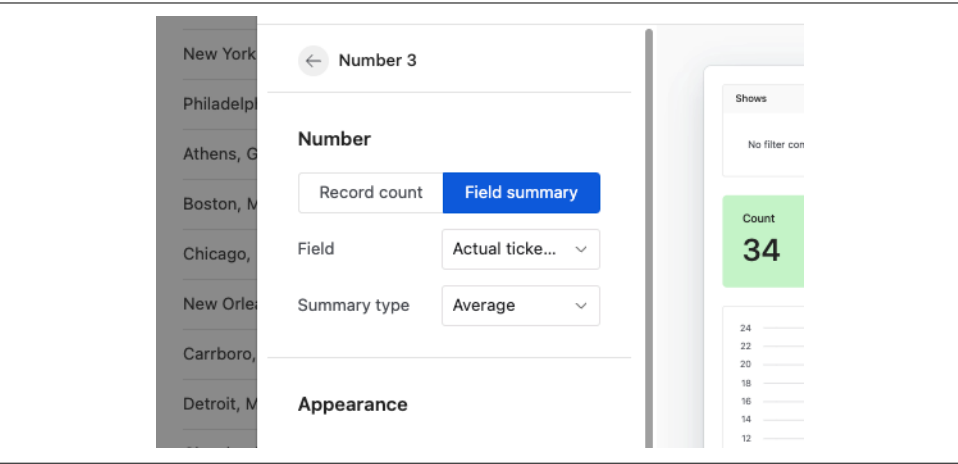 New York
Philadelph
Athens, G
Boston, M
Chicago,
New Orlea
Carrboro,
Detroit, M
Number 3
Number
Record count
Field summary
Field
Actual ticke...
Summary type
Average
Appearance
Shows
No filter con
Count
34
24
22
20
18
16
14
12